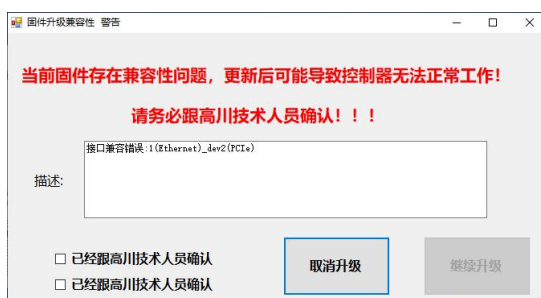 固件升级兼容性 警告
当前固件存在兼容性问题，更新后可能导致控制器无法正常工作！
请务必跟高川技术人员确认！！！
描述:
接口兼容错误:1(Ethernet)_dev2(PCIe)
已经跟高川技术人员确认
已经跟高川技术人员确认
取消升级
继续升级